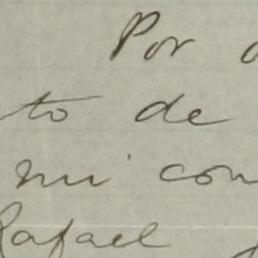 Por
to de
mi con
Rafael